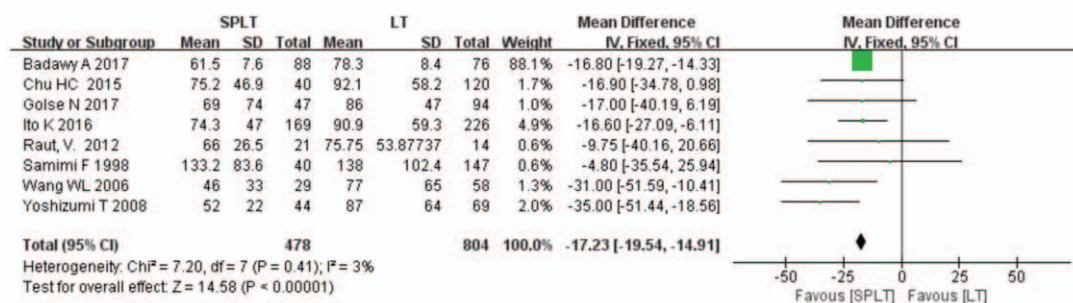 SPLT LT Mean Difference Mean Difference
Study or Subgroup Mean SD Total Mean SD Total Weight IV, Fixed, 95% CI IV, Fixed, 95% CI
Badawy A 2017 61.5 7.6 88 78.3 8.4 76 88.1% -16.80 [-19.27, -14.33]
Chu HC 2015 75.2 46.9 40 92.1 58.2 120 1.7% -16.90 [-34.78, 0.98]
Golse N 2017 69 74 47 86 47 94 1.0% -17.00 [-40.19, 6.19]
Ito K 2016 74.3 47 169 90.9 59.3 226 4.9% -16.60 [-27.09, -6.11]
Raut, V. 2012 66 26.5 21 75.75 53.87737 14 0.6% -9.75 [-40.16, 20.66]
Samimi F 1998 133.2 83.6 40 138 102.4 147 0.6% -4.80 [-35.54, 25.94]
Wang WL 2006 46 33 29 77 65 58 1.3% -31.00 [-51.59, -10.41]
Yoshizumi T 2008 52 22 44 87 64 69 2.0% -35.00 [-51.44, -18.56]
Total (95% CI) 478 804 100.0% -17.23 [-19.54, -14.91]
Heterogeneity: Chi² = 7.20, df = 7 (P = 0.41); I² = 3%
Test for overall effect: Z = 14.58 (P < 0.00001)
-50 -25 0 25 50
Favous [SPLT] Favous [LT]